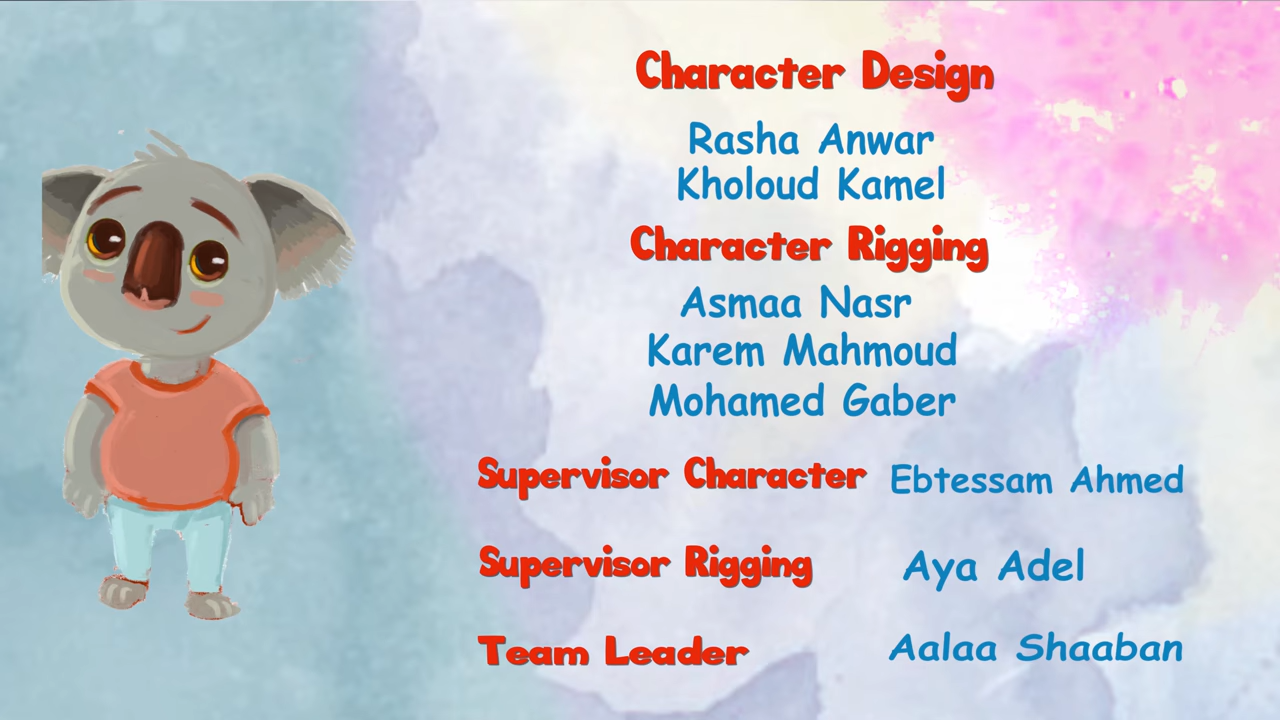 Character Design
Rasha Anwar
Kholoud Kamel
Character Rigging
Asmaa Nasr
Karem Mahmoud
Mohamed Gaber
Supervisor Character Ebtessam Ahmed
Supervisor Rigging Aya Adel
Team Leader Aalaa Shaaban